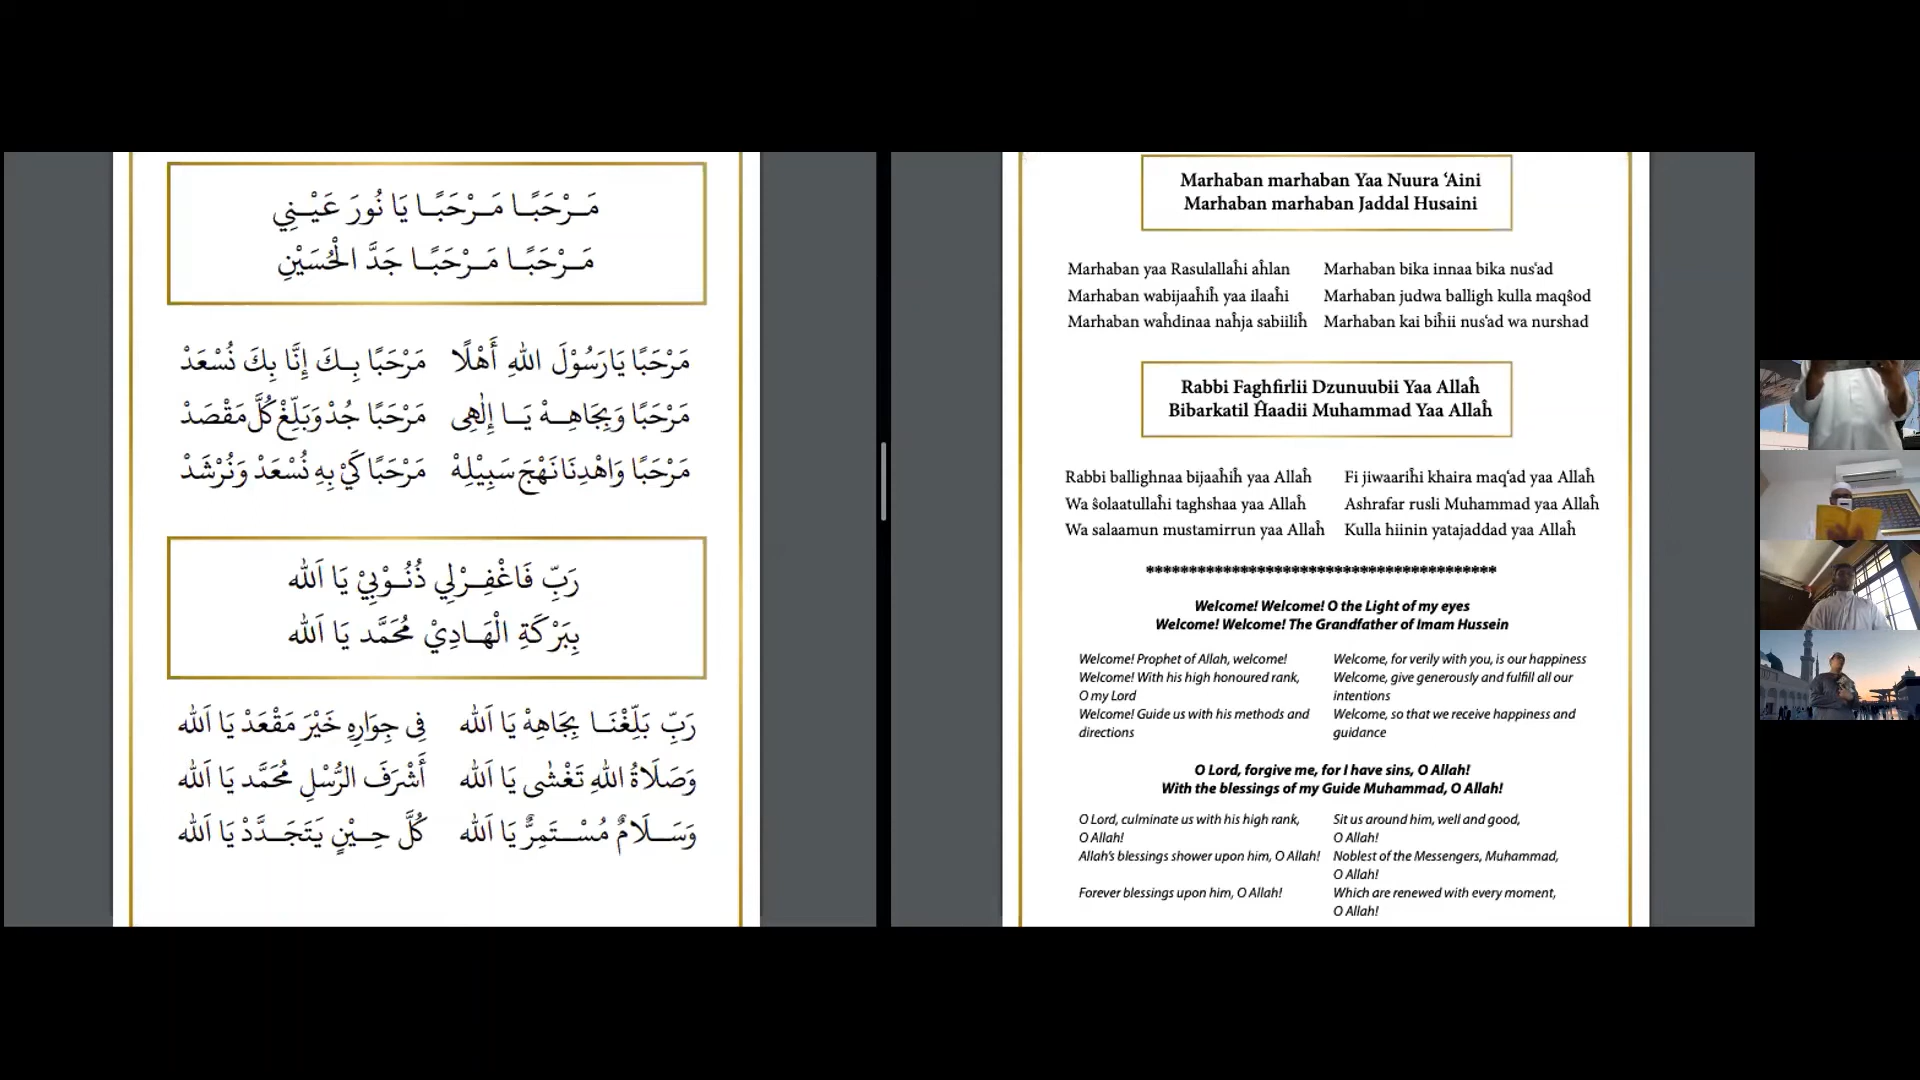 مَـرْحَبًـا مَـرْحَبًـا يَا نُورَ عَيْـنِي
مَـرْحَبًـا مَـرْحَبًـا جَدَّ الْحُسَيْنِ
مَرْحَبًا يَارَسُوْلَ اللهِ أَهْلًا مَرْحَبًا بِـكَ إِنَّا بِكَ نُسْعَدْ
مَرْحَبًا وَبِجَاهِـهْ يَـا إِلٰهِى مَرْحَبًا جُدْ وَبَلِّغْ كُلَّ مَقْصَدْ
مَرْحَبًا وَاهْدِنَا نَهْجَ سَبِيْلِهْ مَرْحَبًا كَيْ بِهِ نُسْعَدْ وَنُرْشَدْ
رَبِّ فَاغْفِـرْلِي ذُنُـوْبِيْ يَا اَلله
بِبَرْكَةِ الْهَـادِيْ مُحَمَّد يَا اَلله
رَبِّ بَلِّغْنَـا بِجَاهِهْ يَا اَلله فِى جِوَارِهِ خَيْرَ مَقْعَدْ يَا اَلله
وَصَلَاةُ اللهِ تَغْشٰى يَا اَلله أَشْرَفَ الرُّسْلِ مُحَمَّد يَا اَلله
وَسَـلَامٌ مُسْـتَمِرٌّ يَا اَلله كُلَّ حِـيْنٍ يَتَجَـدَّدْ يَا اَلله
Marhaban marhaban Yaa Nuura ‘Aini
Marhaban marhaban Jaddal Husaini
Marhaban yaa Rasulallaĥi aĥlan Marhaban bika innaa bika nus‘ad
Marhaban wabijaaĥiĥ yaa ilaaĥi Marhaban judwa balligh kulla maqŝod
Marhaban waĥdinaa naĥja sabiiliĥ Marhaban kai biĥii nus‘ad wa nurshad
Rabbi Faghfirlii Dzunuubii Yaa Allaĥ
Bibarkatil Ĥaadii Muhammad Yaa Allaĥ
Rabbi ballighnaa bijaaĥiĥ yaa Allaĥ Fi jiwaariĥi khaira maq‘ad yaa Allaĥ
Wa ŝolaatullaĥi taghshaa yaa Allaĥ Ashrafar rusli Muhammad yaa Allaĥ
Wa salaamun mustamirrun yaa Allaĥ Kulla hiinin yatajaddad yaa Allaĥ
*****************************************
Welcome! Welcome! O the Light of my eyes
Welcome! Welcome! The Grandfather of Imam Hussein
Welcome! Prophet of Allah, welcome! Welcome, for verily with you, is our happiness
Welcome! With his high honoured rank, Welcome, give generously and fulfill all our
O my Lord intentions
Welcome! Guide us with his methods and Welcome, so that we receive happiness and
directions guidance
O Lord, forgive me, for I have sins, O Allah!
With the blessings of my Guide Muhammad, O Allah!
O Lord, culminate us with his high rank, Sit us around him, well and good,
O Allah! O Allah!
Allah's blessings shower upon him, O Allah! Noblest of the Messengers, Muhammad,
O Allah!
Forever blessings upon him, O Allah! Which are renewed with every moment,
O Allah!